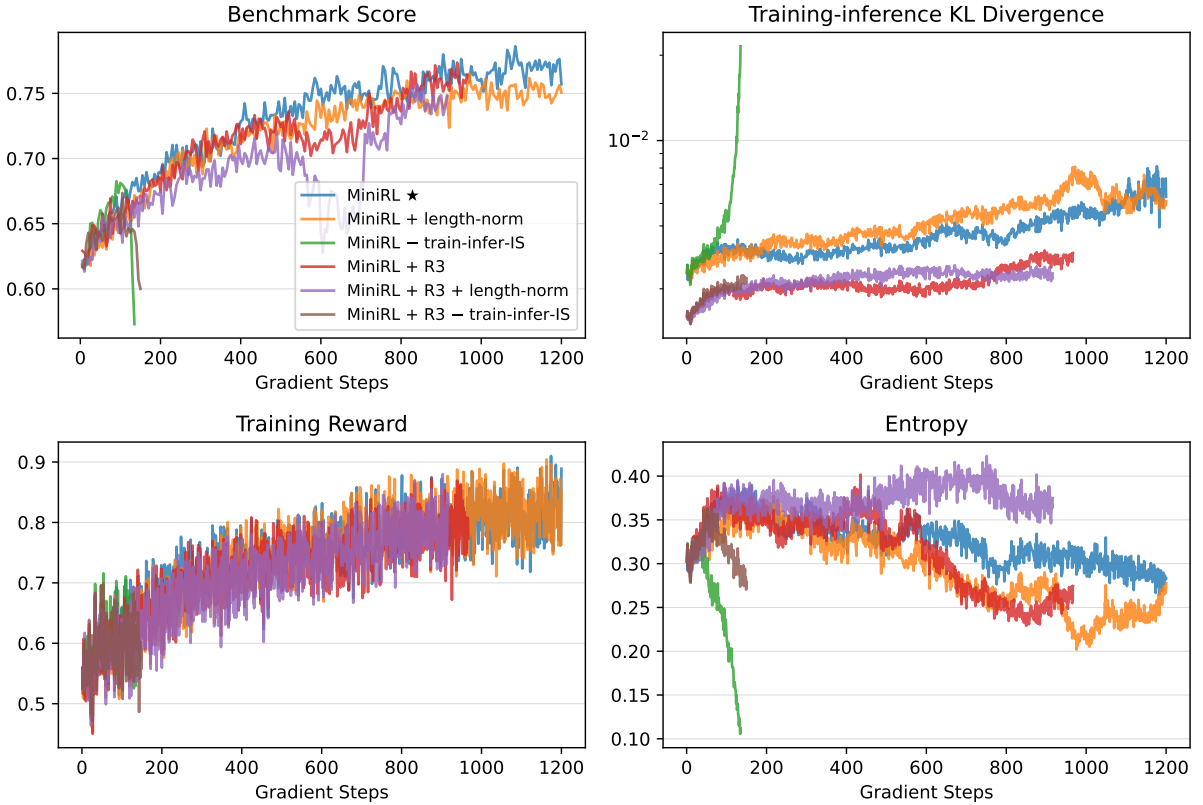 Benchmark Score
0.75
0.70
0.65
0.60
0 200 400 600 800 1000 1200
Gradient Steps
MiniRL ★
MiniRL + length-norm
MiniRL − train-infer-IS
MiniRL + R3
MiniRL + R3 + length-norm
MiniRL + R3 − train-infer-IS
Training-inference KL Divergence
10⁻²
0 200 400 600 800 1000 1200
Gradient Steps
Training Reward
0.9
0.8
0.7
0.6
0.5
0 200 400 600 800 1000 1200
Gradient Steps
Entropy
0.40
0.35
0.30
0.25
0.20
0.15
0.10
0 200 400 600 800 1000 1200
Gradient Steps